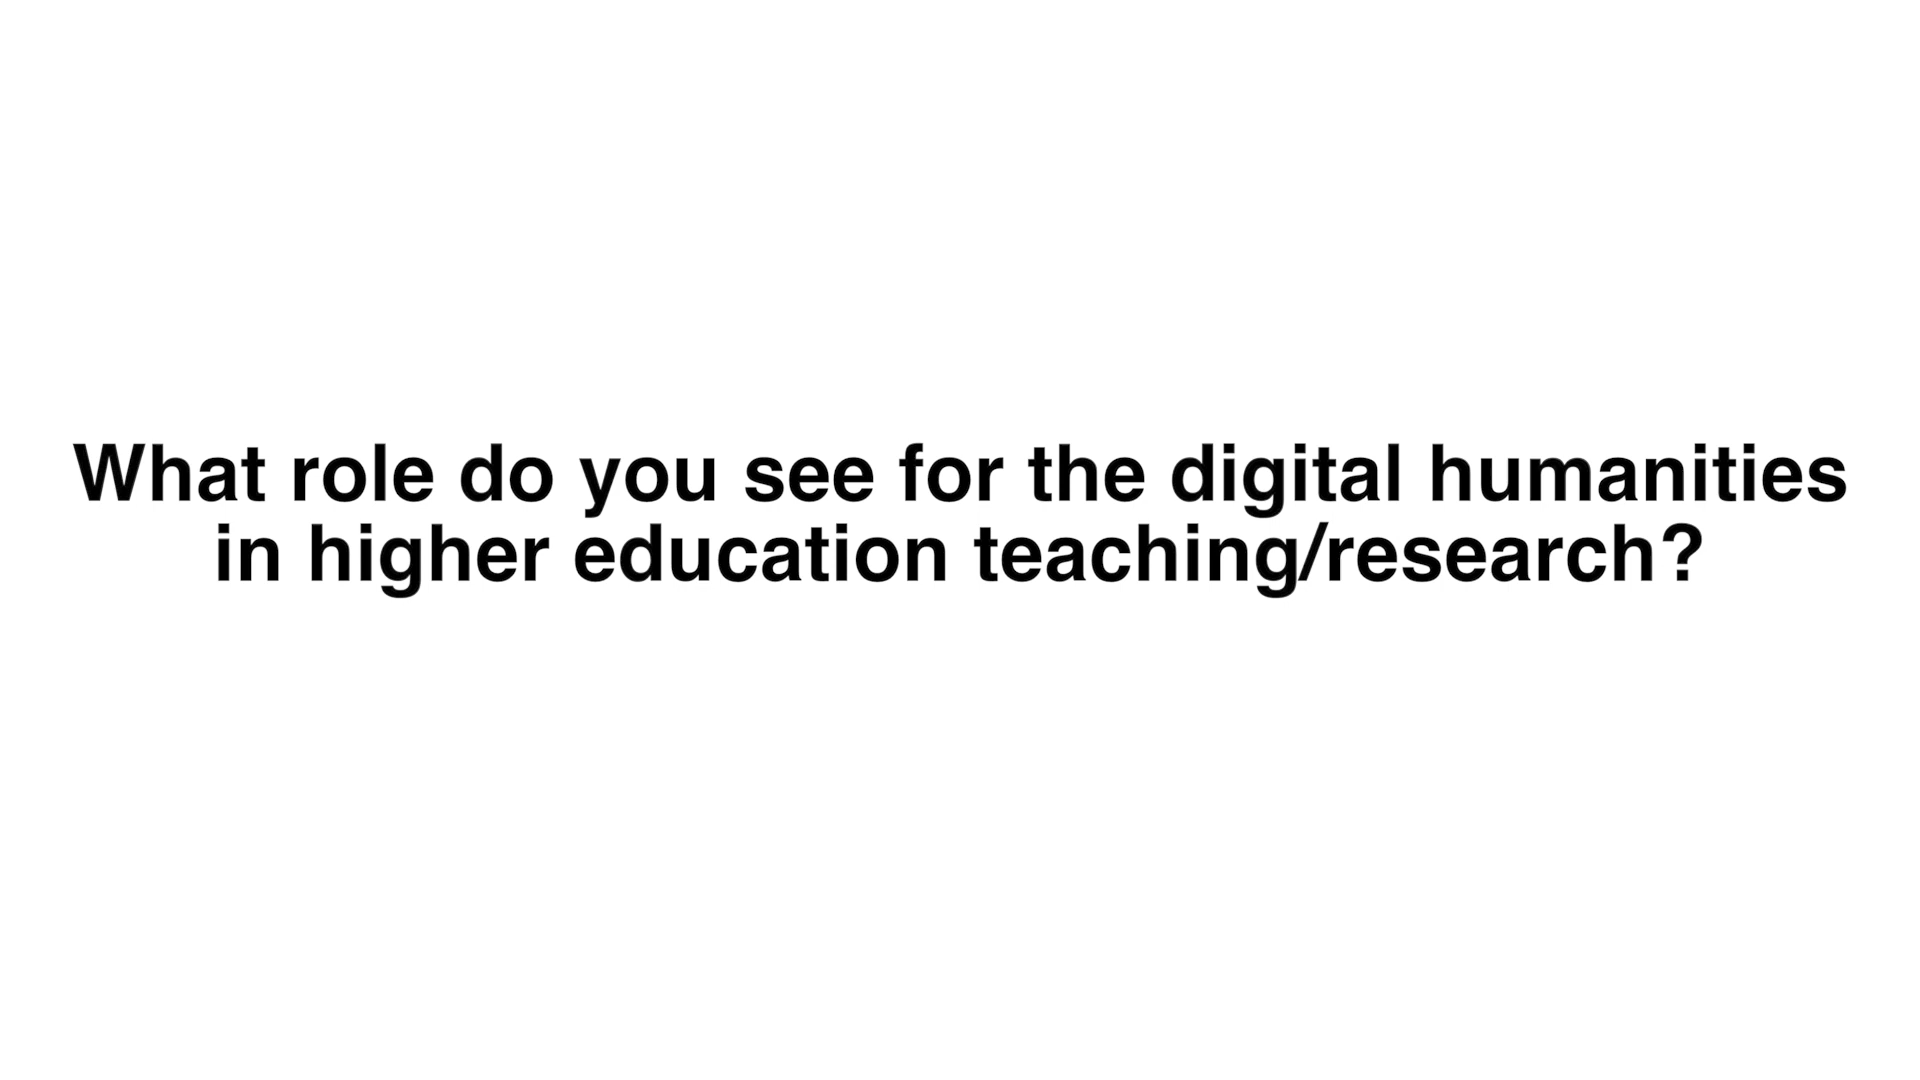 What role do you see for the digital humanities
in higher education teaching/research?